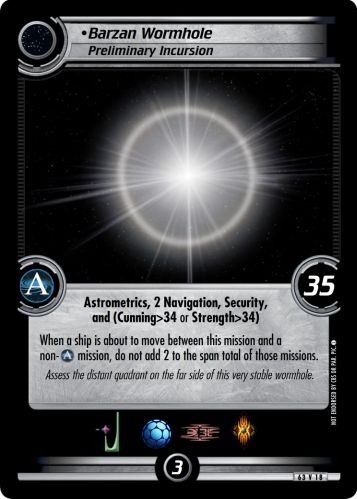 •Barzan Wormhole
Preliminary Incursion
A
35
Astrometrics, 2 Navigation, Security,
and (Cunning>34 or Strength>34)
When a ship is about to move between this mission and a
non- A mission, do not add 2 to the span total of those missions.
Assess the distant quadrant on the far side of this very stable wormhole.
NOT ENDORSED BY CBS OR PAR. PIC.
3
63 V 18